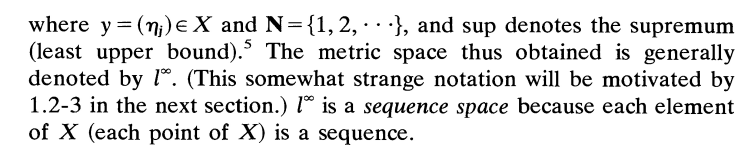 where y = (ηⱼ) ∈ X and N = {1, 2, · · ·}, and sup denotes the supremum
(least upper bound).⁵ The metric space thus obtained is generally
denoted by l^∞. (This somewhat strange notation will be motivated by
1.2-3 in the next section.) l^∞ is a sequence space because each element
of X (each point of X) is a sequence.